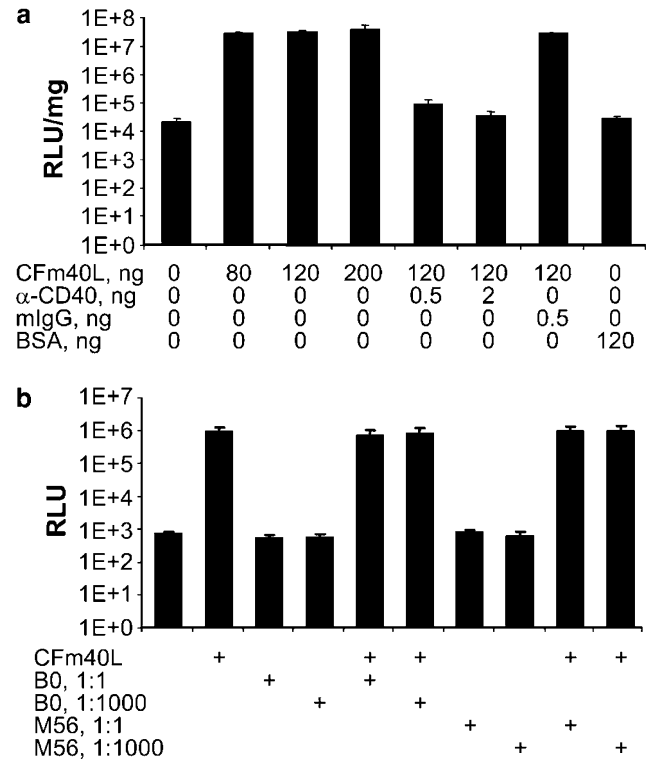 a
1E+8
1E+7
1E+6
1E+5
1E+4
1E+3
1E+2
1E+1
1E+0
RLU/mg
CFm40L, ng 0 80 120 200 120 120 120 0
α-CD40, ng 0 0 0 0 0.5 2 0 0
mIgG, ng 0 0 0 0 0 0 0.5 0
BSA, ng 0 0 0 0 0 0 0 120
b
1E+7
1E+6
1E+5
1E+4
1E+3
1E+2
1E+1
1E+0
RLU
CFm40L + + + + +
B0, 1:1 + +
B0, 1:1000 + +
M56, 1:1 + +
M56, 1:1000 + +